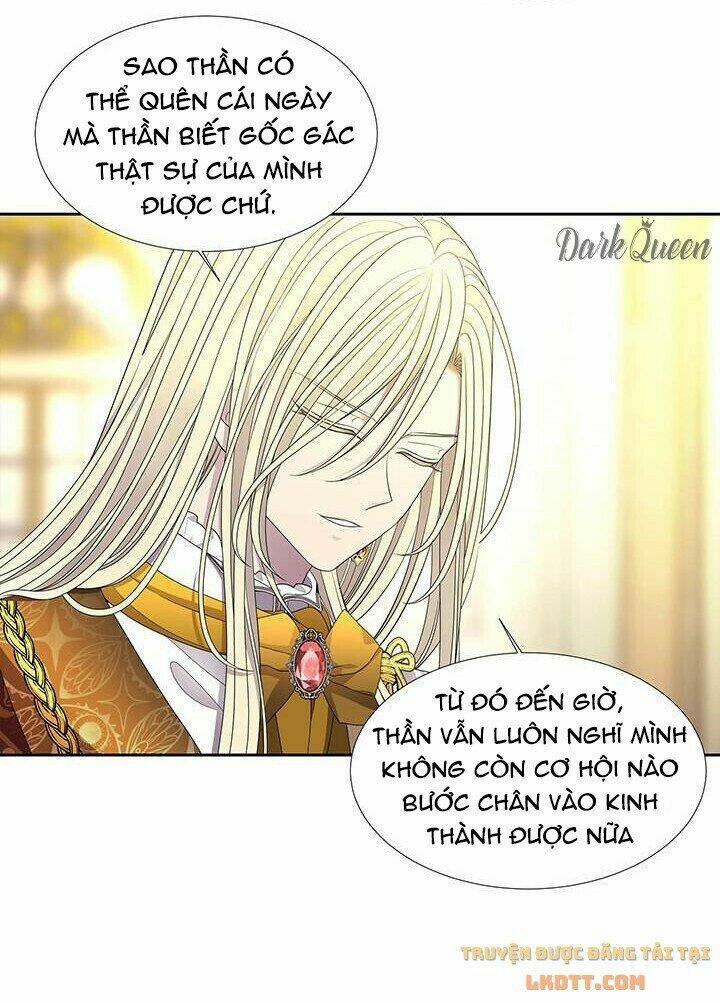 SAO THẦN CÓ
THỂ QUÊN CÁI NGÀY
MÀ THẦN BIẾT GỐC GÁC
THẬT SỰ CỦA MÌNH
ĐƯỢC CHỨ.
Dark Queen
TỪ ĐÓ ĐẾN GIỜ,
THẦN VẪN LUÔN NGHĨ MÌNH
KHÔNG CÒN CƠ HỘI NÀO
BƯỚC CHÂN VÀO KINH
THÀNH ĐƯỢC NỮA
TRUYỆN ĐƯỢC ĐĂNG TẢI TẠI
LKDTT.COM